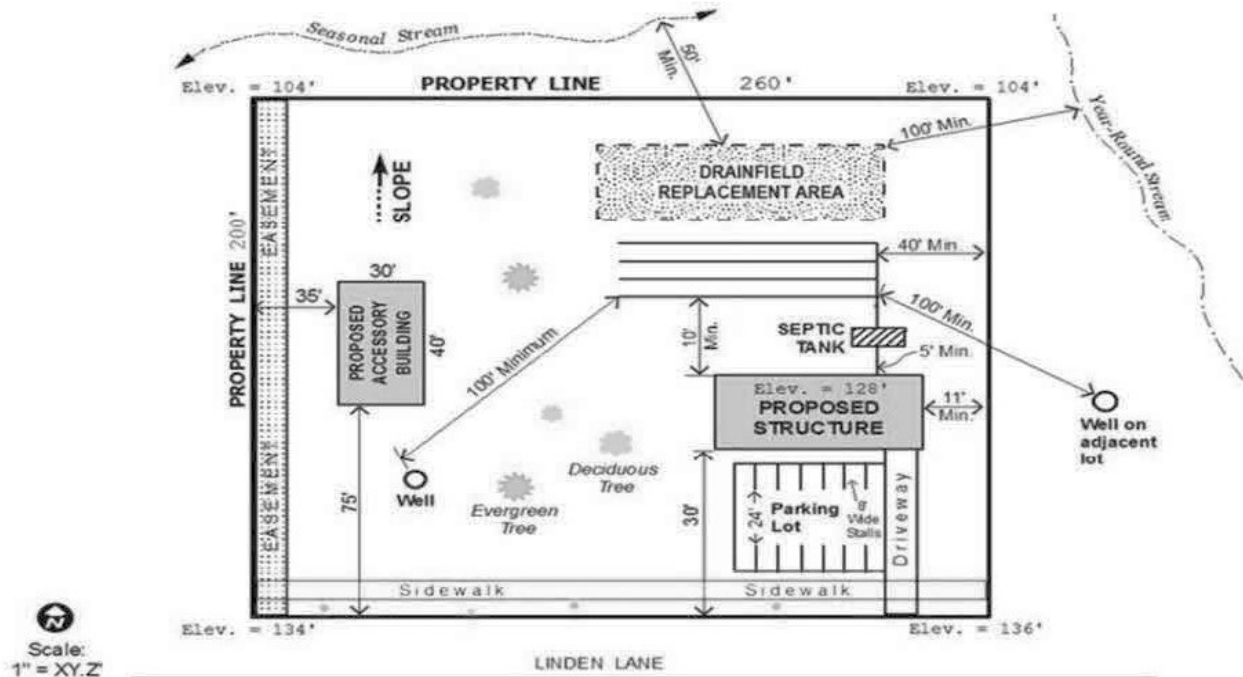 Seasonal Stream
50'
Min.
Elev. = 104'
PROPERTY LINE 260'
Elev. = 104'
Year-Round Stream
100' Min.
DRAINFIELD
REPLACEMENT AREA
SLOPE
EASEMENT
PROPERTY LINE 200'
40' Min.
30'
35'
PROPOSED
ACCESSORY
BUILDING
40'
100' Minimum
10'
Min.
SEPTIC
TANK
100' Min.
5' Min.
Elev. = 128'
PROPOSED
STRUCTURE
11'
Min.
Well on
adjacent
lot
EASEMENT
75'
Well
Deciduous
Tree
Evergreen
Tree
30'
24'
Parking
Lot
8'
Wide
Stalls
Driveway
Sidewalk
Sidewalk
Elev. = 134'
Elev. = 136'
N
Scale:
1" = XY.Z'
LINDEN LANE